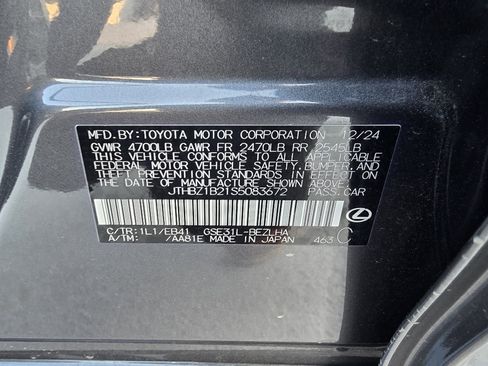 MFD.BY:TOYOTA MOTOR CORPORATION 12/24
GVWR 4700LB GAWR FR 2470LB RR 2545LB
THIS VEHICLE CONFORMS TO ALL APPLICABLE
FEDERAL MOTOR VEHICLE SAFETY, BUMPER, AND
THEFT PREVENTION STANDARDS IN EFFECT ON
THE DATE OF MANUFACTURE SHOWN ABOVE.
JTHBZ1B21S5083672 PASS.CAR
C/TR:1L1/EB41 GSE31L-BEZLHA
A/TM: /AA81E MADE IN JAPAN 463 C